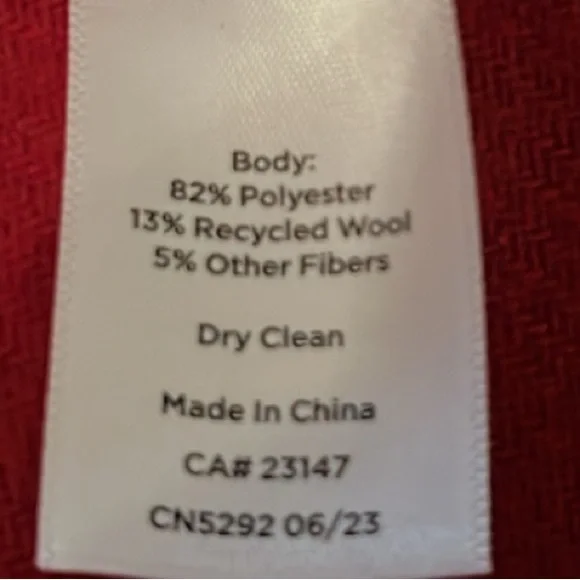 Body:
82% Polyester
13% Recycled Wool
5% Other Fibers
Dry Clean
Made In China
CA# 23147
CN5292 06/23